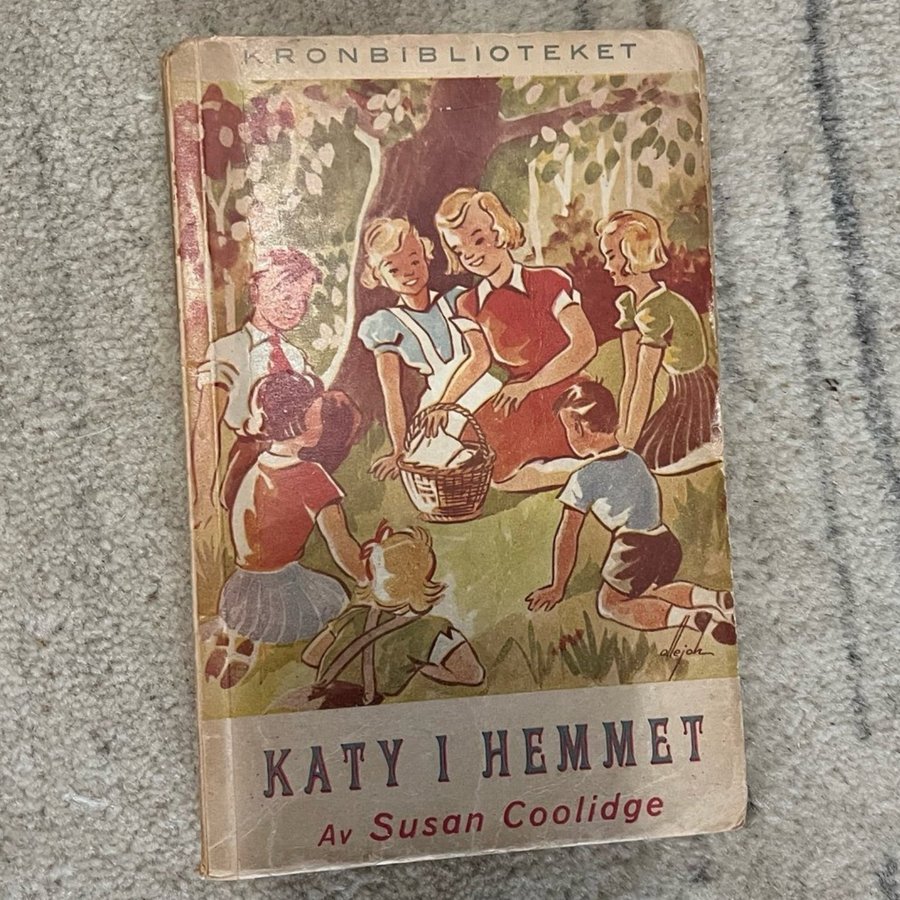 KRONBIBLIOTEKET
KATY I HEMMET
Av Susan Coolidge